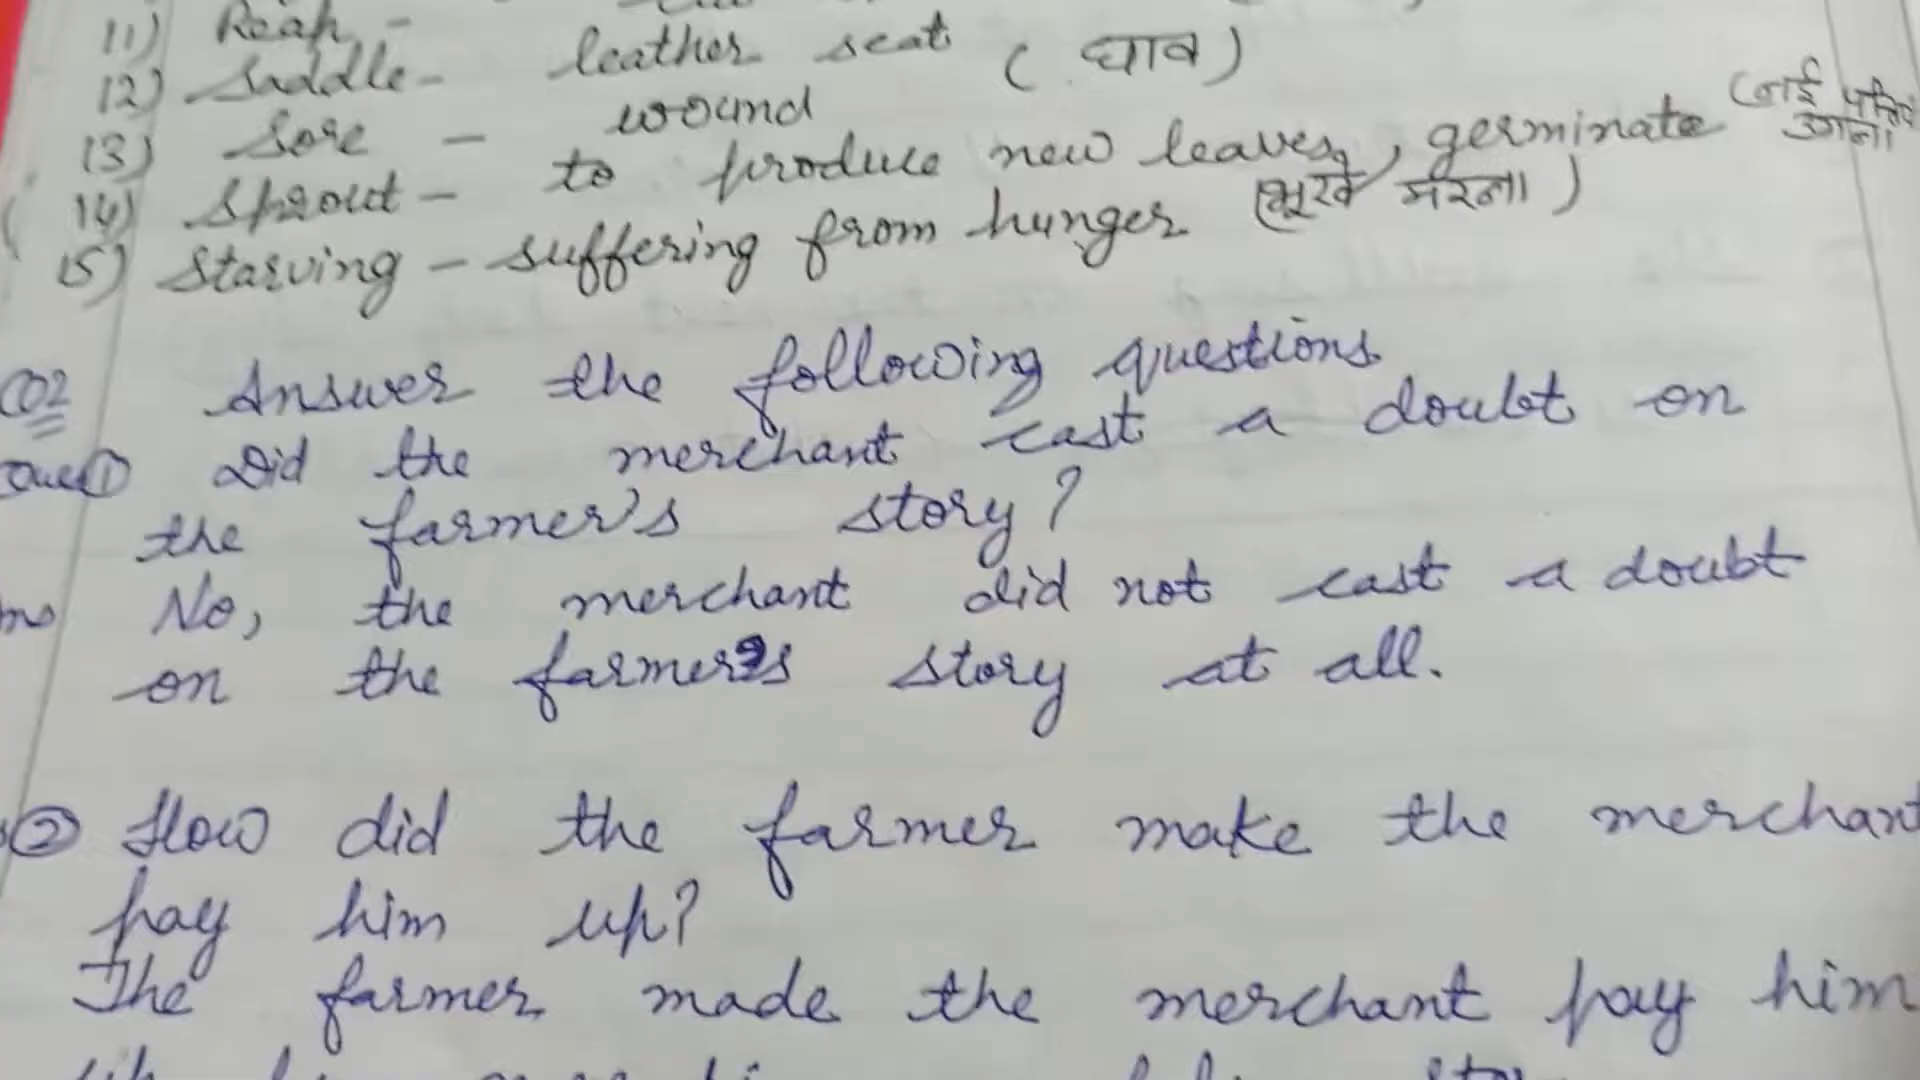 11) Reap -
12) Saddle - leather seat
13) Sore - wound (घाव)
14) Sprout - to produce new leaves, germinate (नई
15) Starving - suffering from hunger (भूखे मरना)
Q2 Answer the following questions
Ques① Did the merchant cast a doubt on
the farmer's story?
No, the merchant did not cast a doubt
on the farmer's story at all.
② How did the farmer make the merchant
pay him up?
The farmer made the merchant pay him